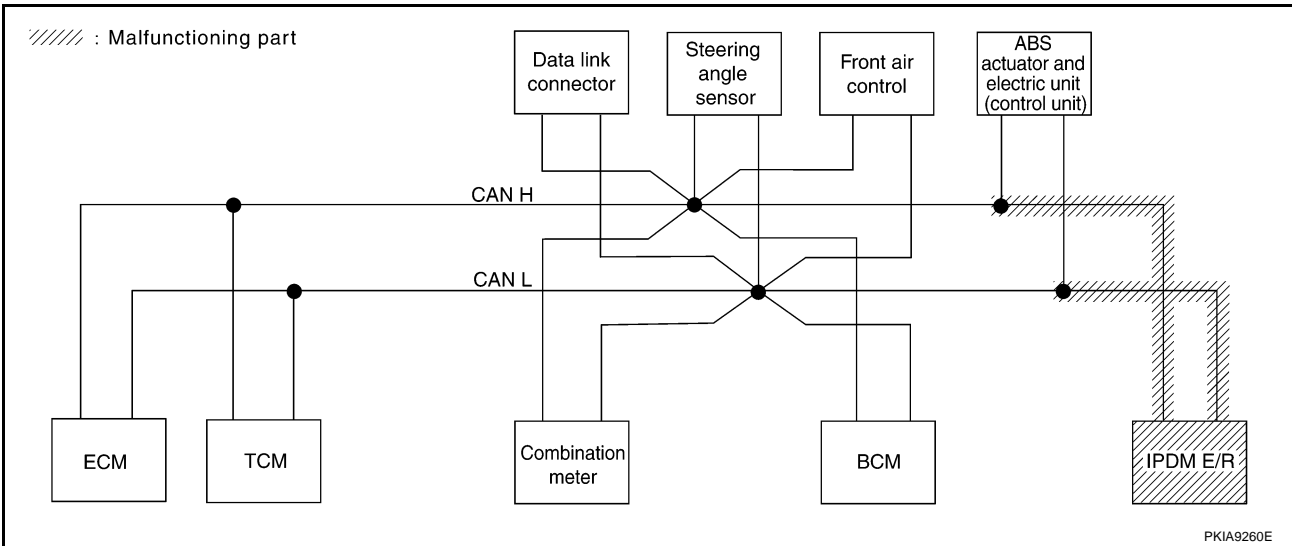 : Malfunctioning part
Data link
connector
Steering
angle
sensor
Front air
control
ABS
actuator and
electric unit
(control unit)
CAN H
CAN L
ECM
TCM
Combination
meter
BCM
IPDM E/R
PKIA9260E